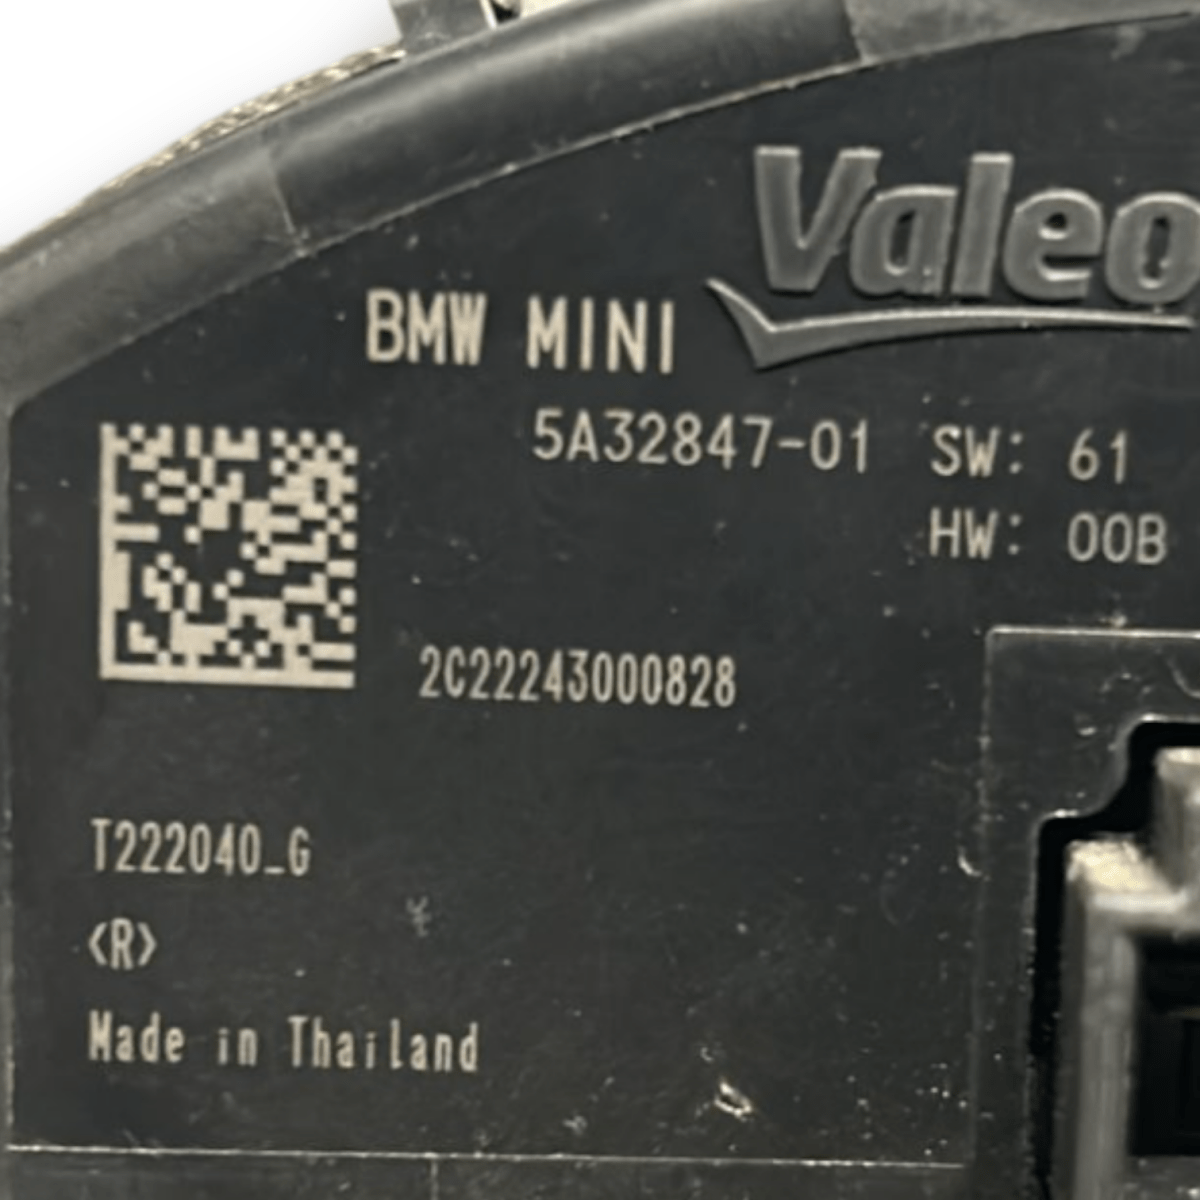 Valeo
BMW MINI
5A32847-01 SW: 61
HW: 00B
2C22243000828
T222040_G
<R>
Made in Thailand